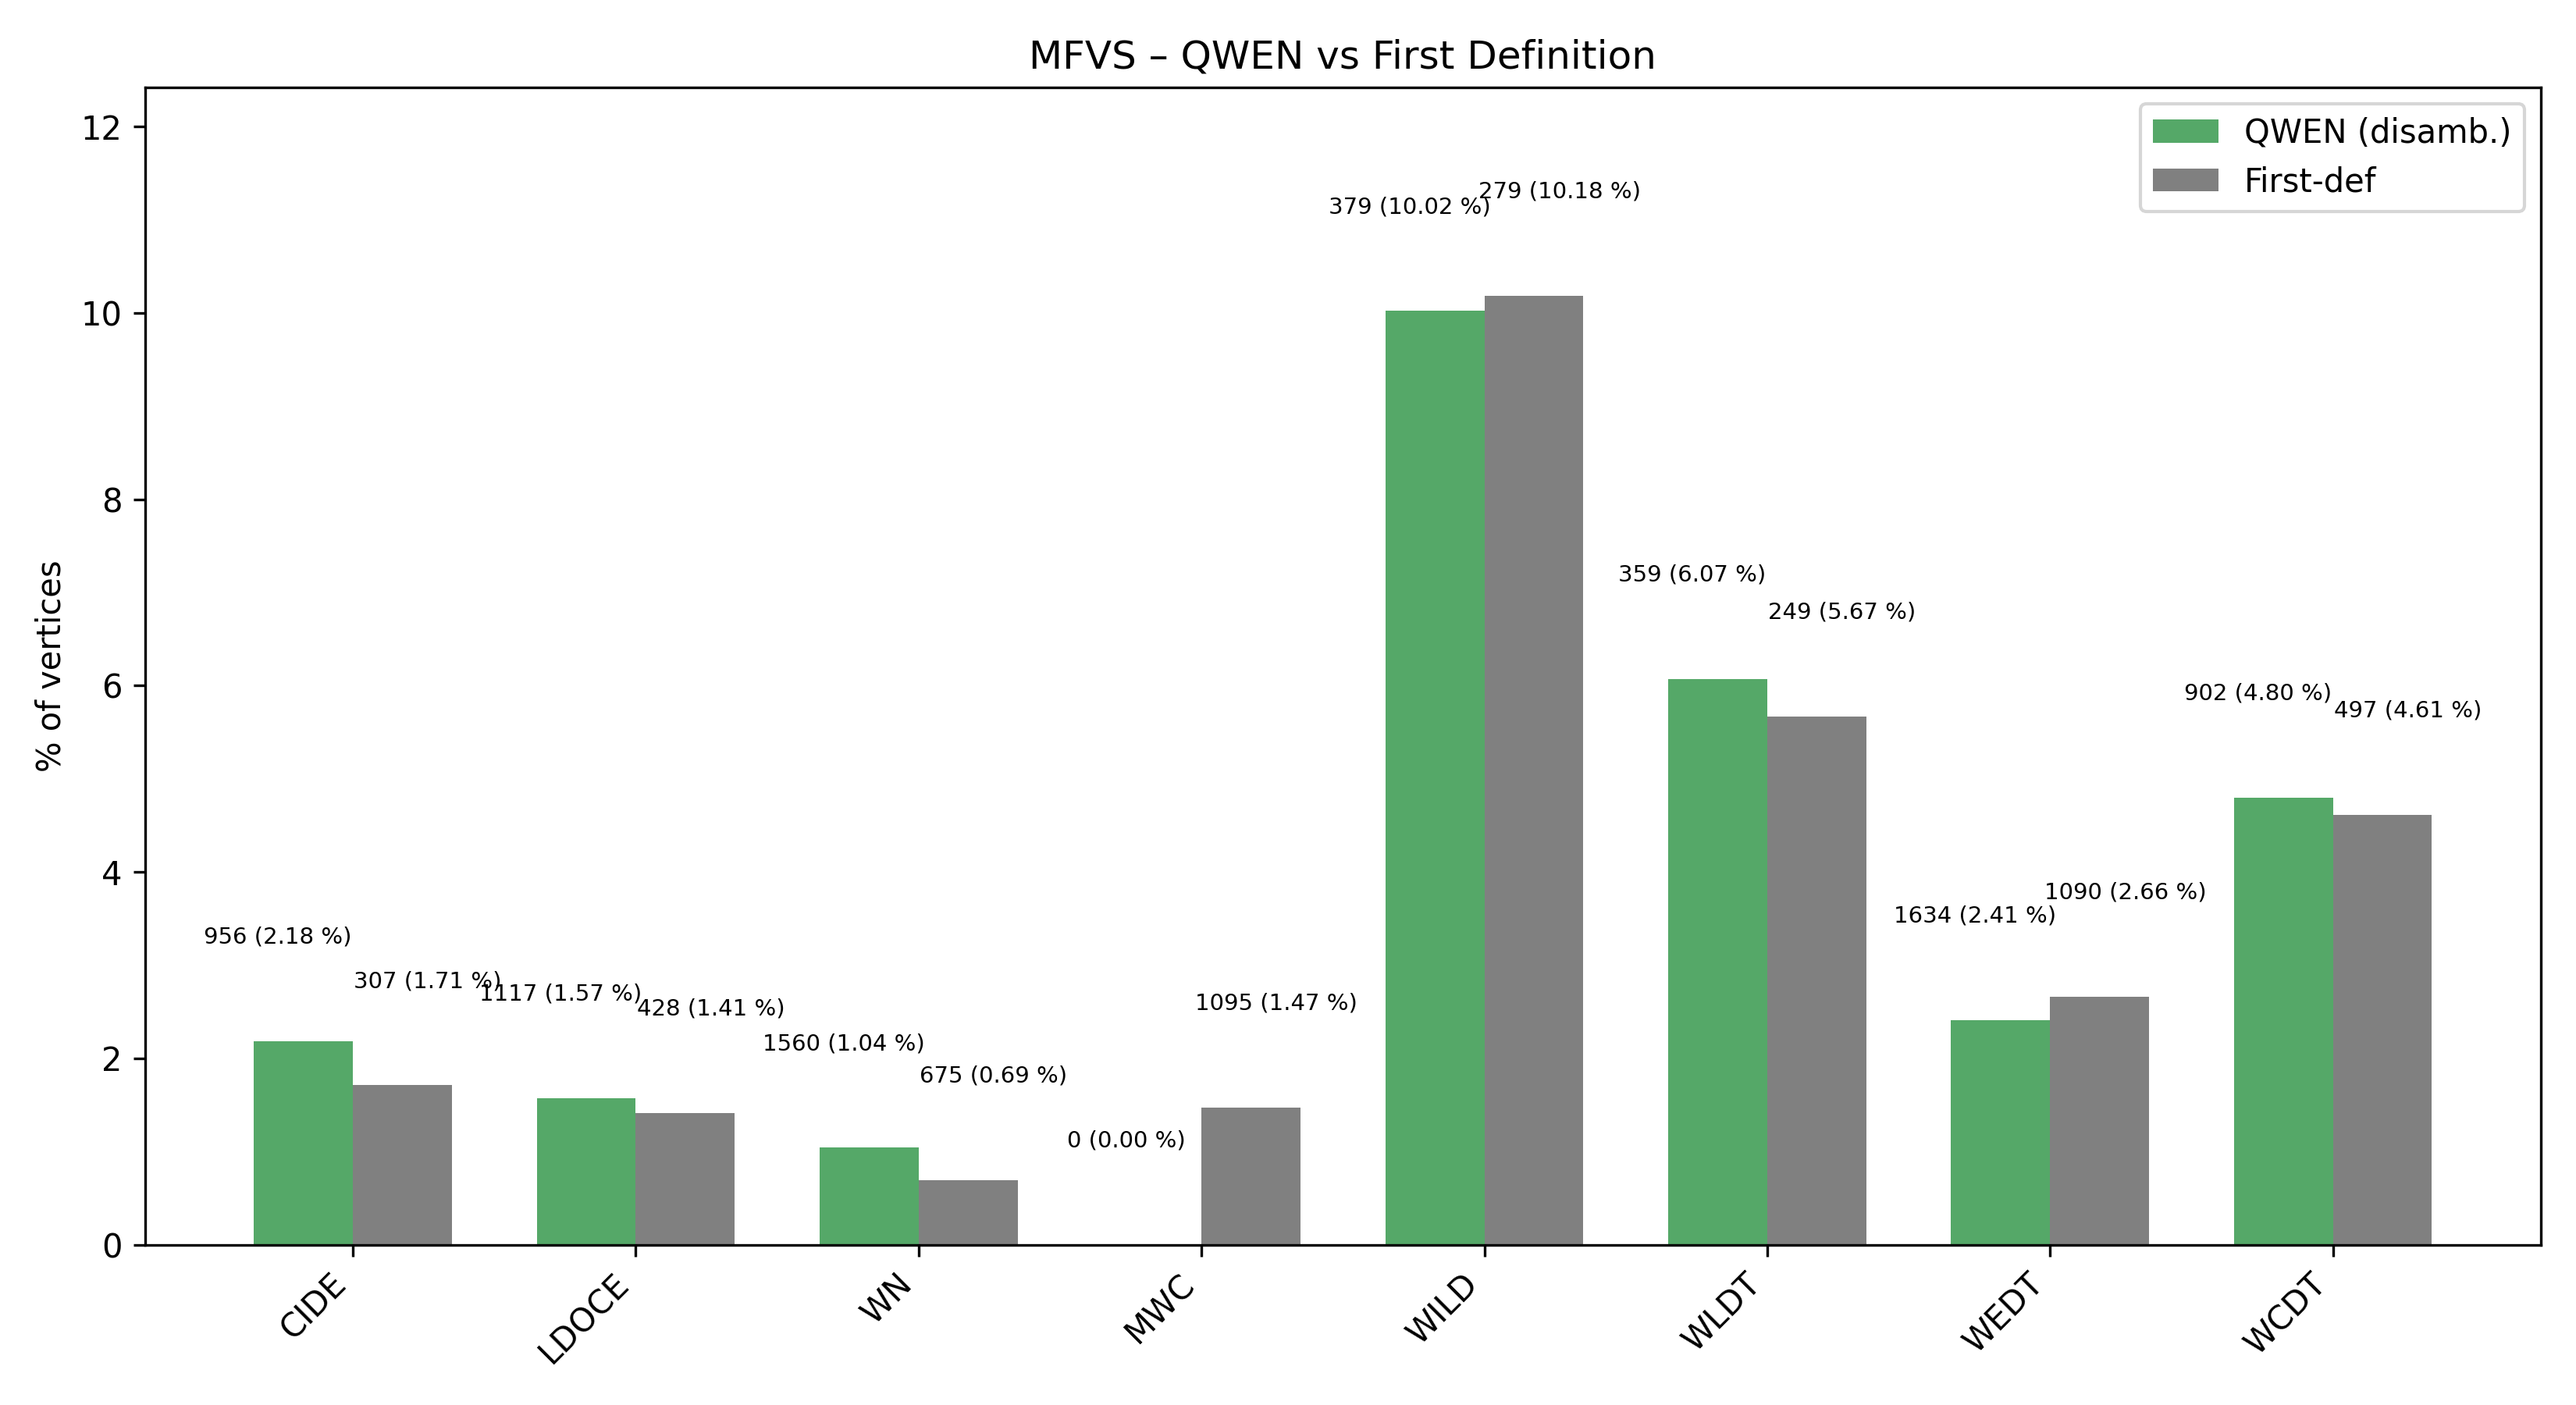 MFVS – QWEN vs First Definition
QWEN (disamb.)
First-def
% of vertices
12
10
8
6
4
2
0
956 (2.18 %)
307 (1.71 %)
1117 (1.57 %)
428 (1.41 %)
1560 (1.04 %)
675 (0.69 %)
0 (0.00 %)
1095 (1.47 %)
379 (10.02 %)
279 (10.18 %)
359 (6.07 %)
249 (5.67 %)
1634 (2.41 %)
1090 (2.66 %)
902 (4.80 %)
497 (4.61 %)
CIDE
LDOCE
WN
MWC
WILD
WLDT
WEDT
WCDT